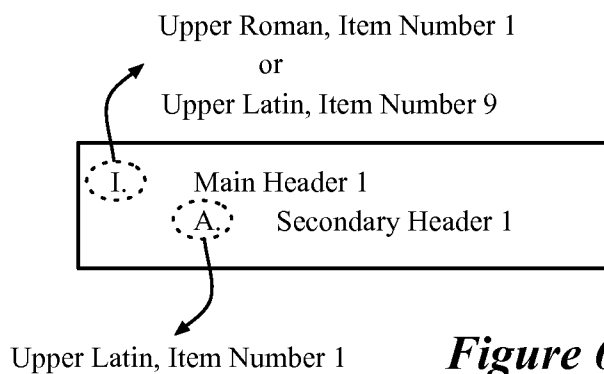 Upper Roman, Item Number 1
or
Upper Latin, Item Number 9
I. Main Header 1
A. Secondary Header 1
Upper Latin, Item Number 1
Figure